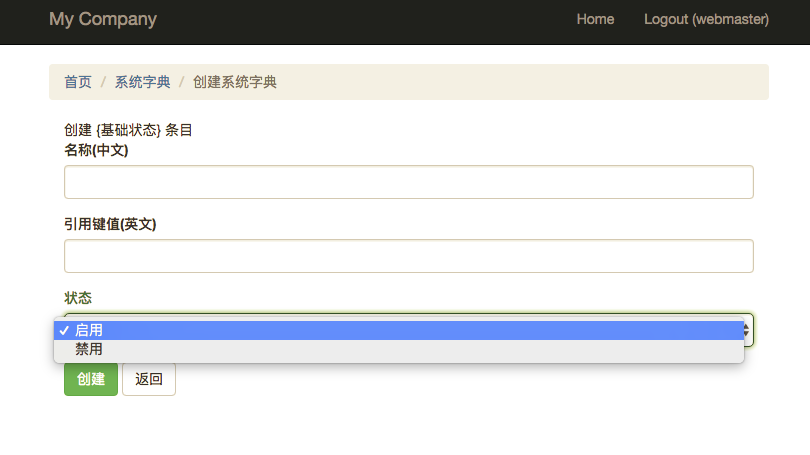 My Company Home Logout (webmaster)
首页 / 系统字典 / 创建系统字典
创建 {基础状态} 条目
名称(中文)
引用键值(英文)
状态
✓ 启用
禁用
创建 返回